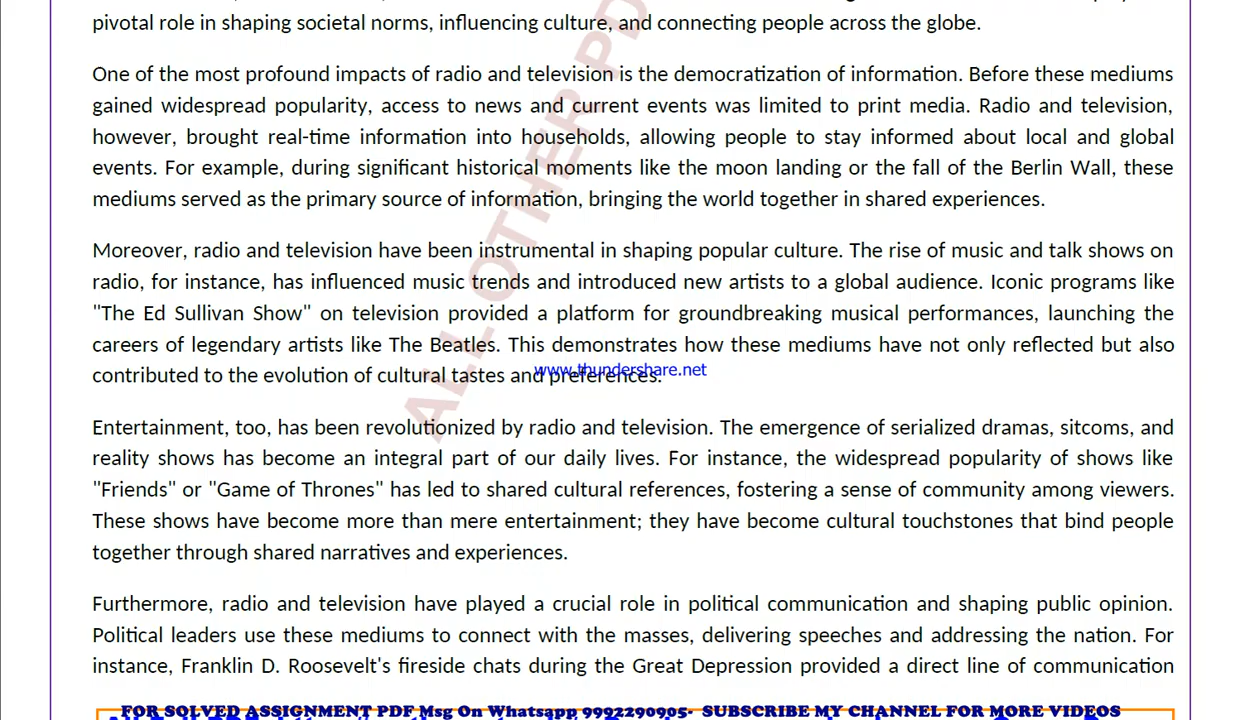 pivotal role in shaping societal norms, influencing culture, and connecting people across the globe.
One of the most profound impacts of radio and television is the democratization of information. Before these mediums
gained widespread popularity, access to news and current events was limited to print media. Radio and television,
however, brought real-time information into households, allowing people to stay informed about local and global
events. For example, during significant historical moments like the moon landing or the fall of the Berlin Wall, these
mediums served as the primary source of information, bringing the world together in shared experiences.
Moreover, radio and television have been instrumental in shaping popular culture. The rise of music and talk shows on
radio, for instance, has influenced music trends and introduced new artists to a global audience. Iconic programs like
"The Ed Sullivan Show" on television provided a platform for groundbreaking musical performances, launching the
careers of legendary artists like The Beatles. This demonstrates how these mediums have not only reflected but also
contributed to the evolution of cultural tastes and preferences.
www.thundershare.net
Entertainment, too, has been revolutionized by radio and television. The emergence of serialized dramas, sitcoms, and
reality shows has become an integral part of our daily lives. For instance, the widespread popularity of shows like
"Friends" or "Game of Thrones" has led to shared cultural references, fostering a sense of community among viewers.
These shows have become more than mere entertainment; they have become cultural touchstones that bind people
together through shared narratives and experiences.
Furthermore, radio and television have played a crucial role in political communication and shaping public opinion.
Political leaders use these mediums to connect with the masses, delivering speeches and addressing the nation. For
instance, Franklin D. Roosevelt's fireside chats during the Great Depression provided a direct line of communication
ALL OTHER PD
FOR SOLVED ASSIGNMENT PDF Msg On Whatsapp 9992290905- SUBSCRIBE MY CHANNEL FOR MORE VIDEOS